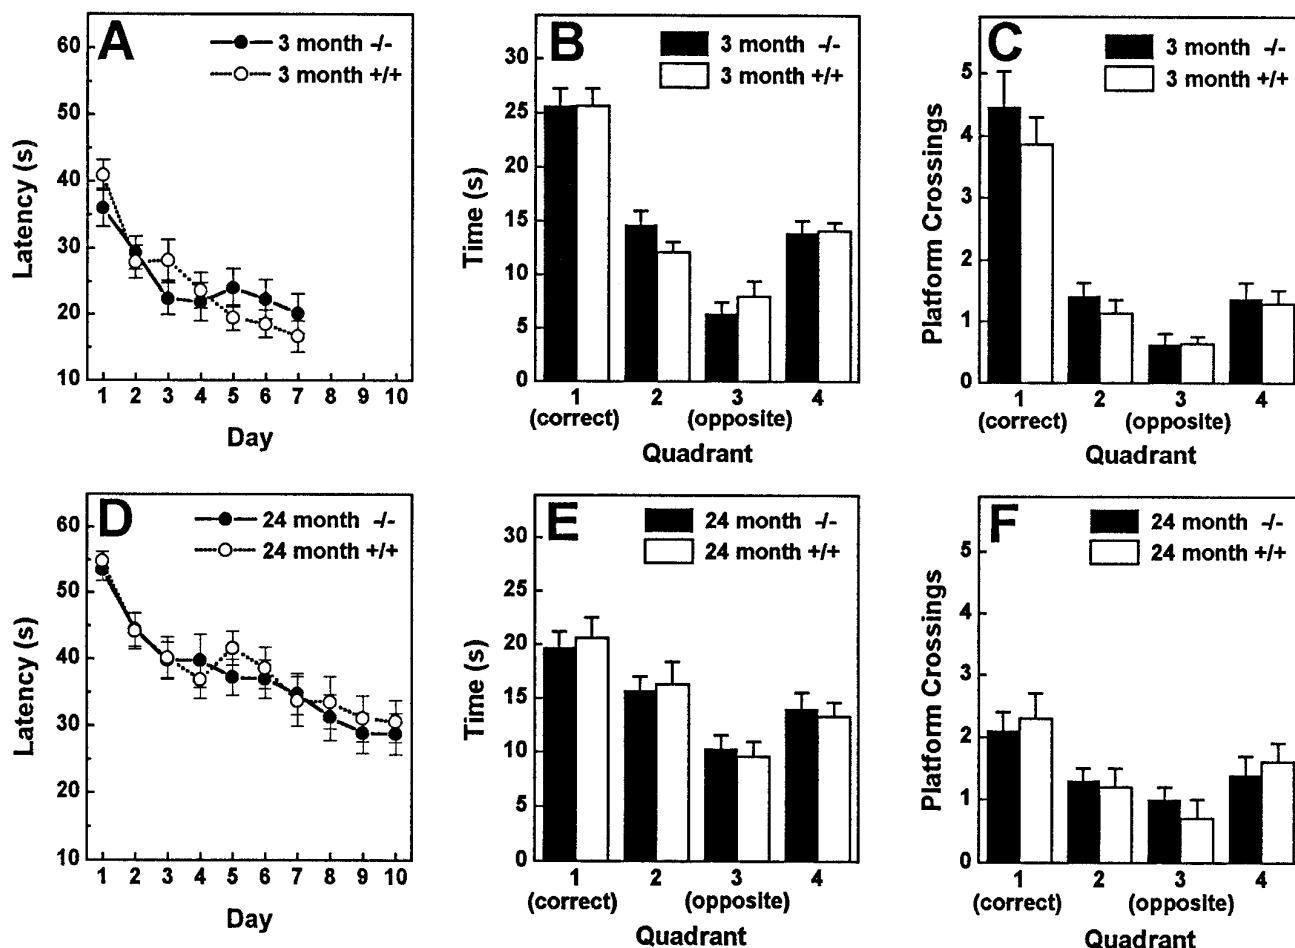 A
3 month -/-
3 month +/+
60
50
40
30
20
10
Latency (s)
1 2 3 4 5 6 7 8 9 10
Day
B
3 month -/-
3 month +/+
30
25
20
15
10
5
0
Time (s)
1 2 3 4
(correct) (opposite)
Quadrant
C
3 month -/-
3 month +/+
5
4
3
2
1
0
Platform Crossings
1 2 3 4
(correct) (opposite)
Quadrant
D
24 month -/-
24 month +/+
60
50
40
30
20
10
Latency (s)
1 2 3 4 5 6 7 8 9 10
Day
E
24 month -/-
24 month +/+
30
25
20
15
10
5
0
Time (s)
1 2 3 4
(correct) (opposite)
Quadrant
F
24 month -/-
24 month +/+
5
4
3
2
1
0
Platform Crossings
1 2 3 4
(correct) (opposite)
Quadrant